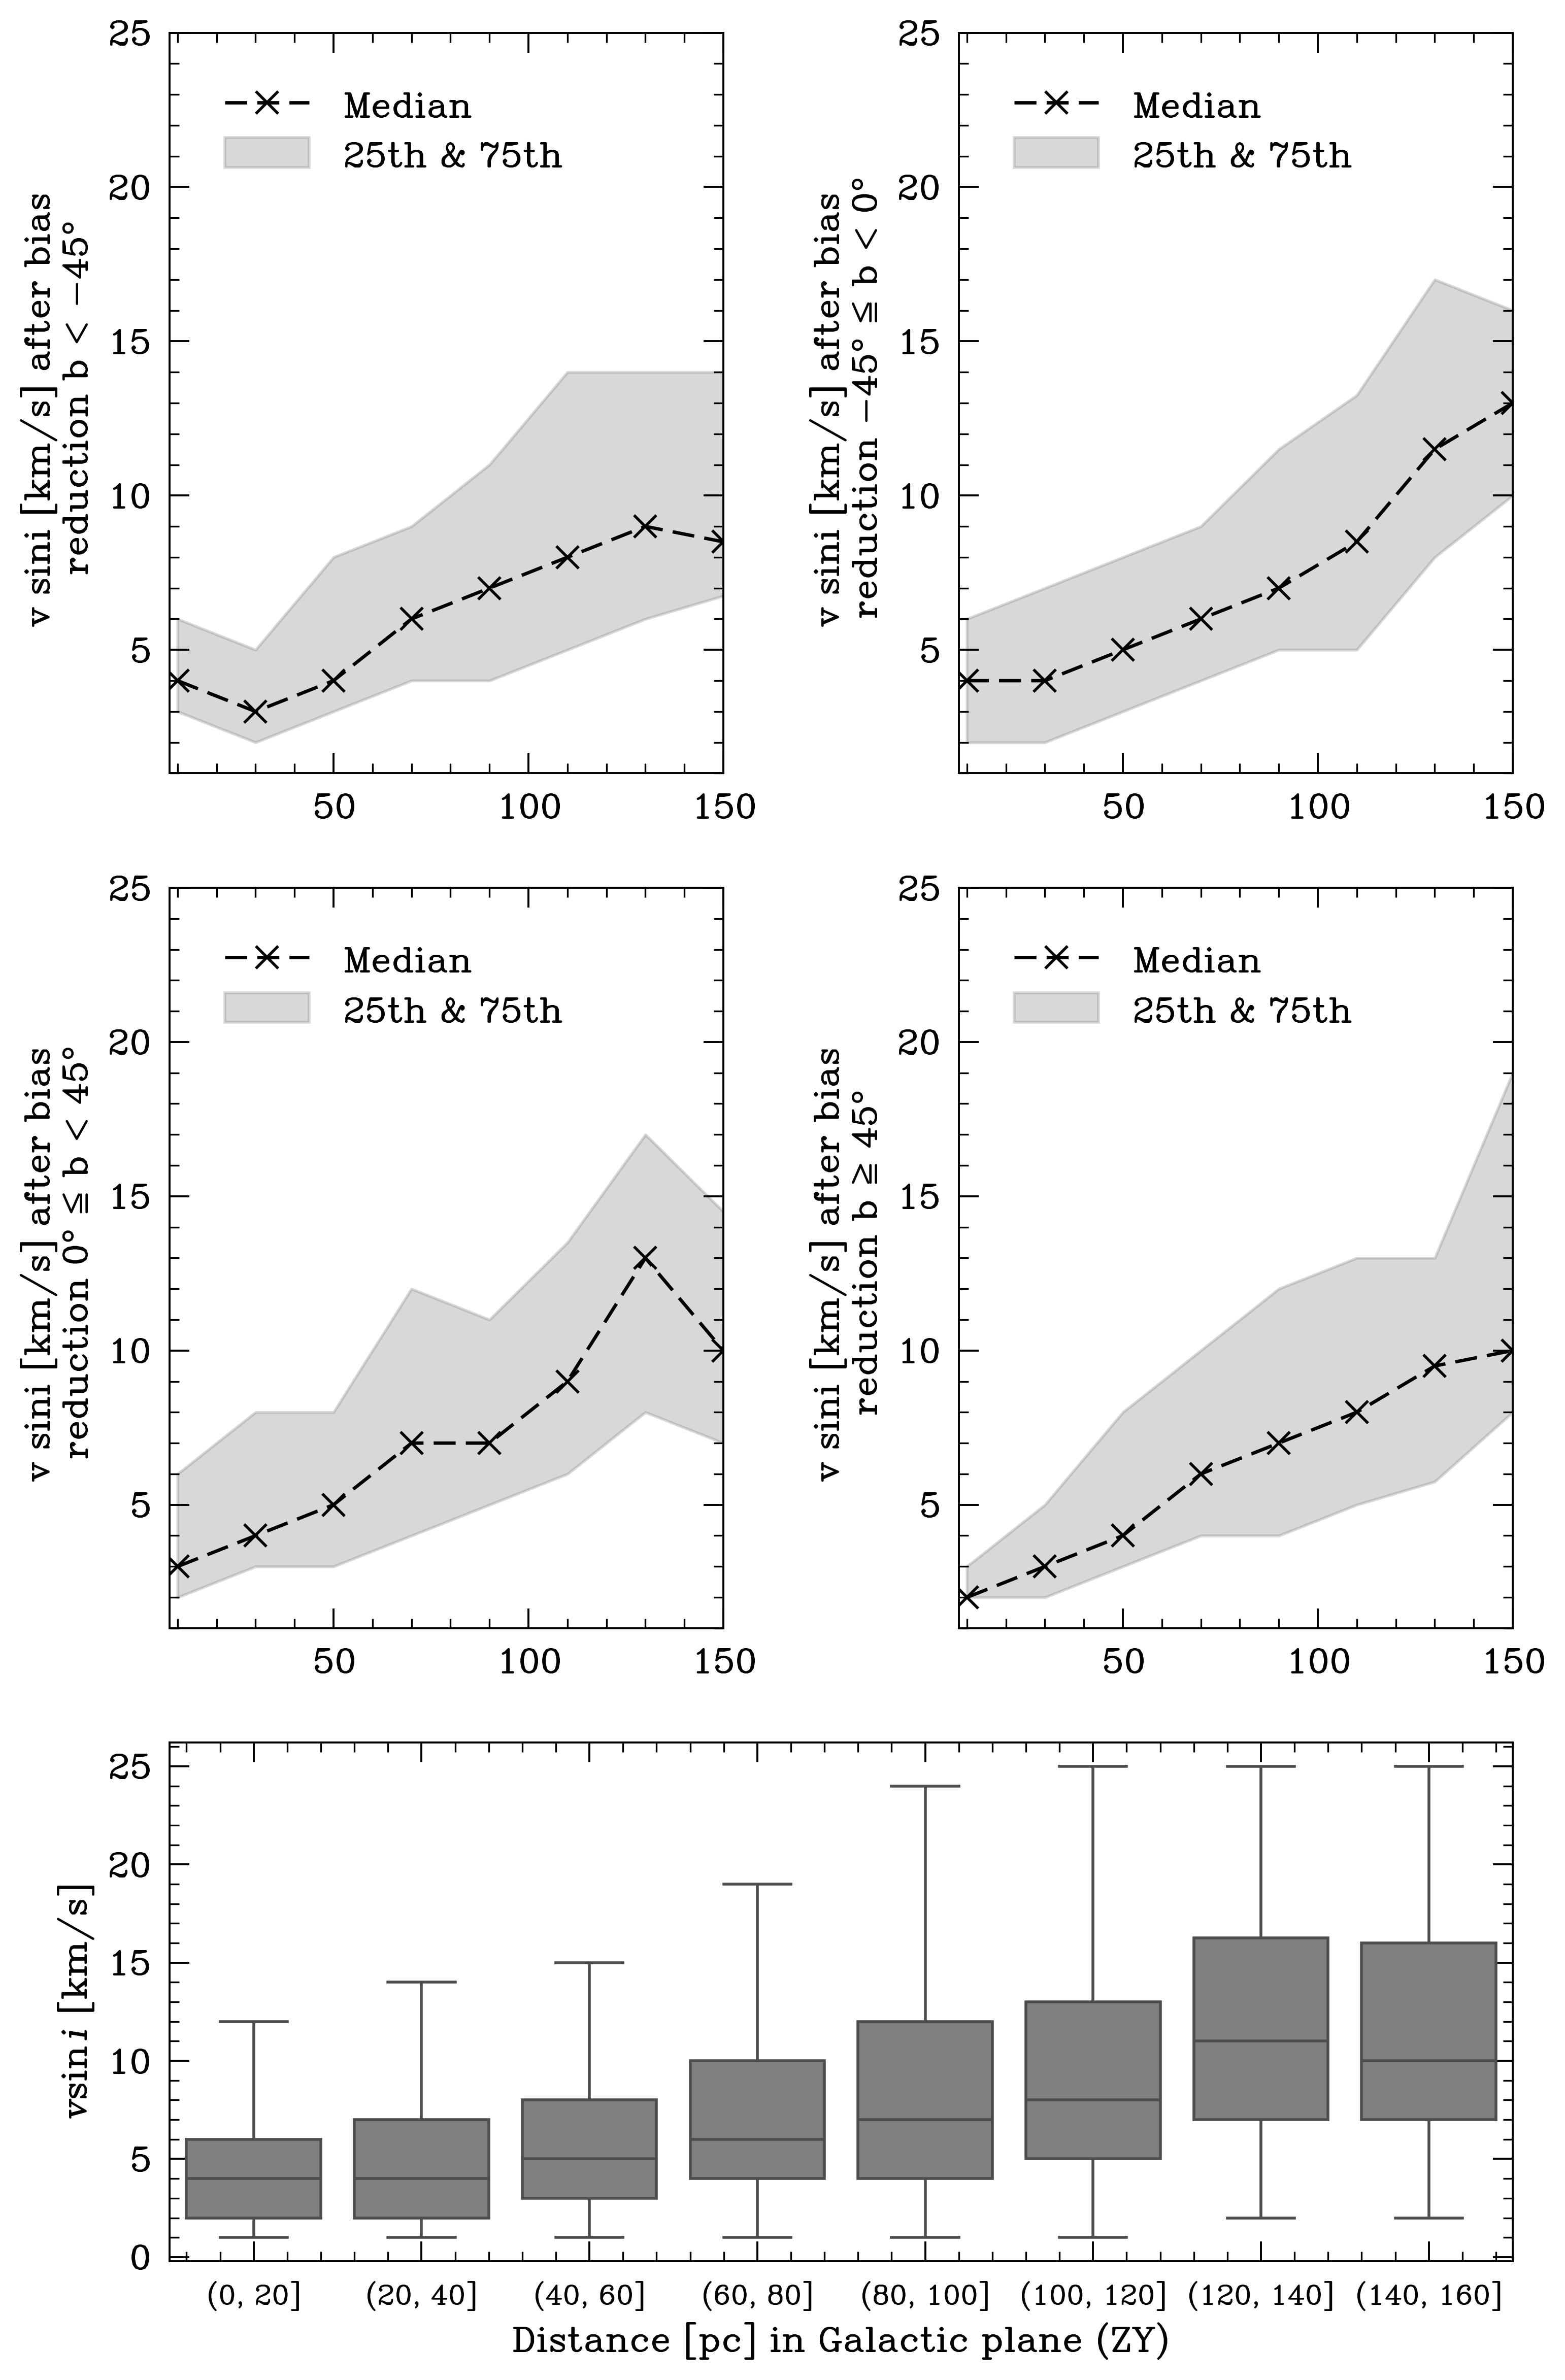 25
20
15
10
5
v sini [km/s] after bias
reduction b < −45°
Median
25th & 75th
50 100 150
25
20
15
10
5
v sini [km/s] after bias
reduction −45° ≦ b < 0°
Median
25th & 75th
50 100 150
25
20
15
10
5
v sini [km/s] after bias
reduction 0° ≦ b < 45°
Median
25th & 75th
50 100 150
25
20
15
10
5
v sini [km/s] after bias
reduction b ≥ 45°
Median
25th & 75th
50 100 150
25
20
15
10
5
0
vsin i [km/s]
(0, 20] (20, 40] (40, 60] (60, 80] (80, 100] (100, 120] (120, 140] (140, 160]
Distance [pc] in Galactic plane (ZY)